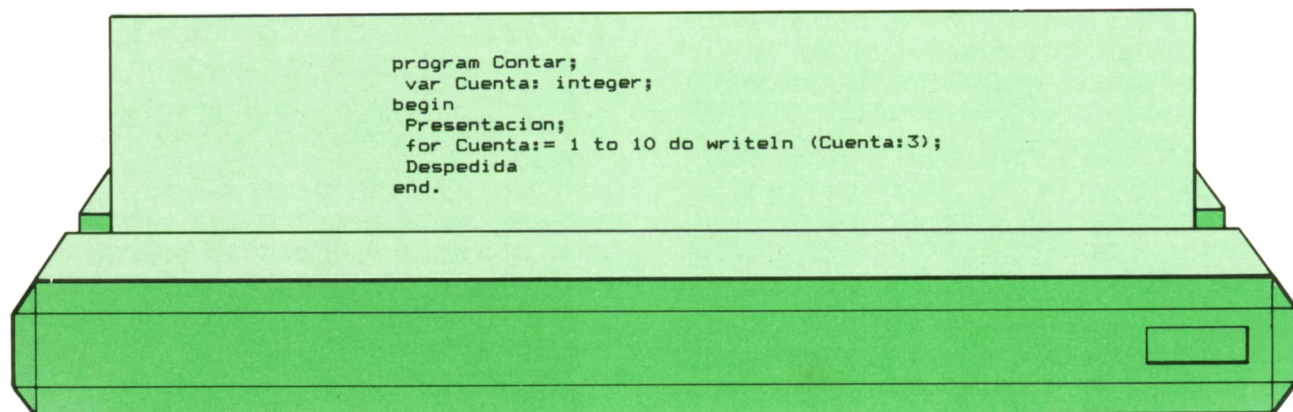 program Contar;
var Cuenta: integer;
begin
Presentacion;
for Cuenta:= 1 to 10 do writeln (Cuenta:3);
Despedida
end.